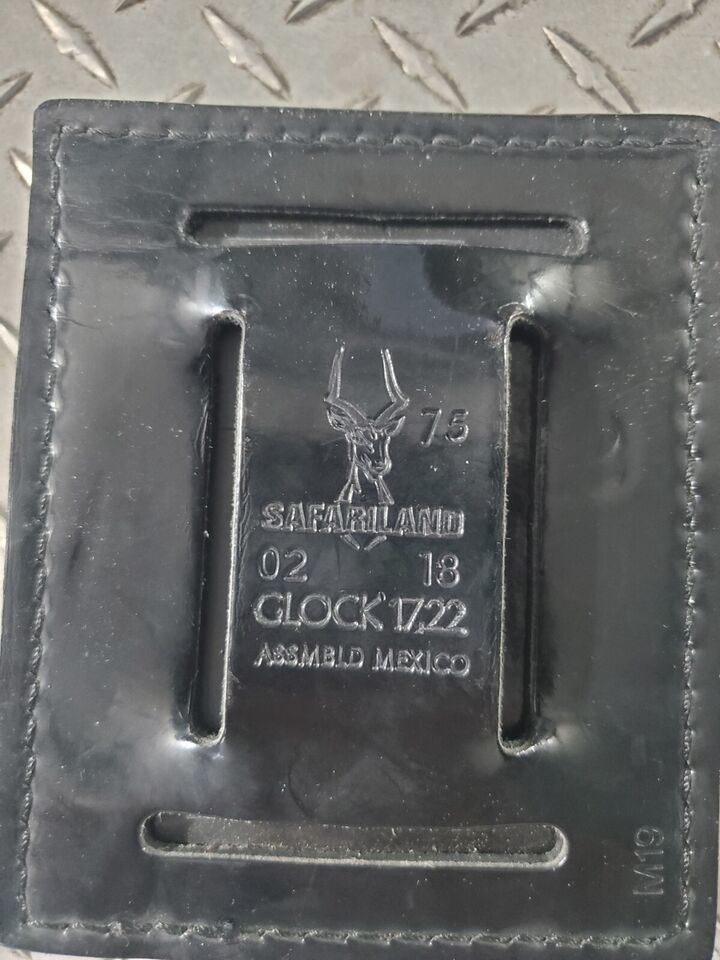 75
SAFARILAND
02 18
GLOCK 17,22
ASSMBLD MEXICO
M19